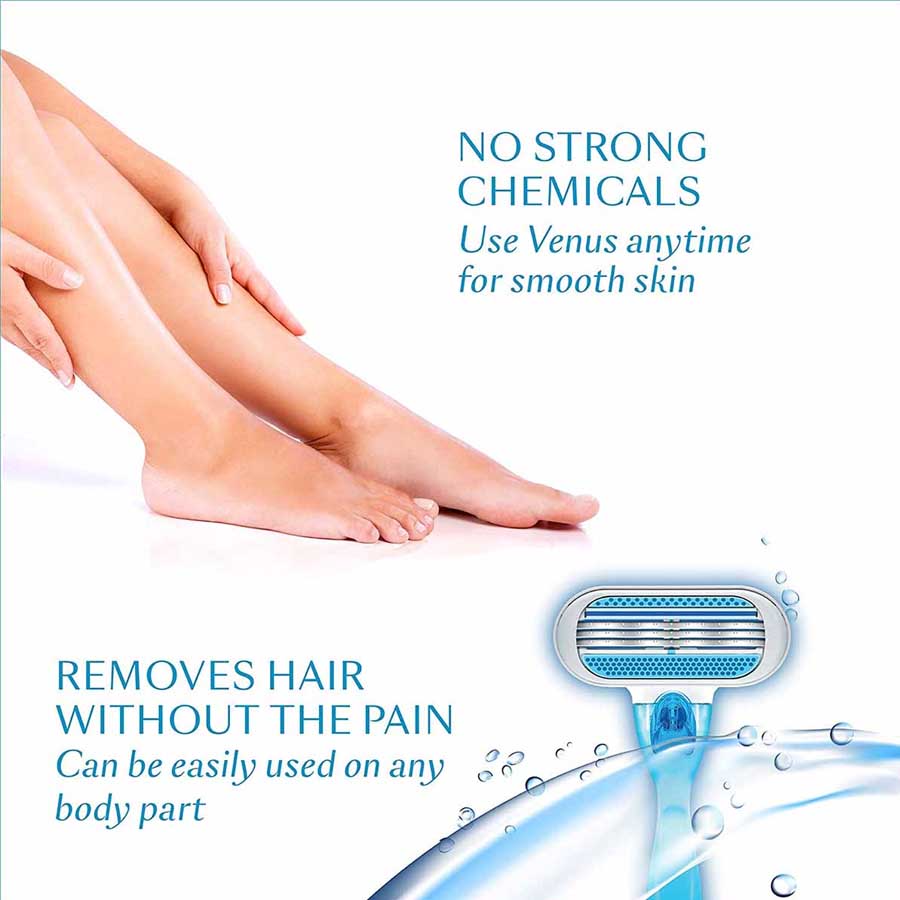 NO STRONG
CHEMICALS
Use Venus anytime
for smooth skin
REMOVES HAIR
WITHOUT THE PAIN
Can be easily used on any
body part